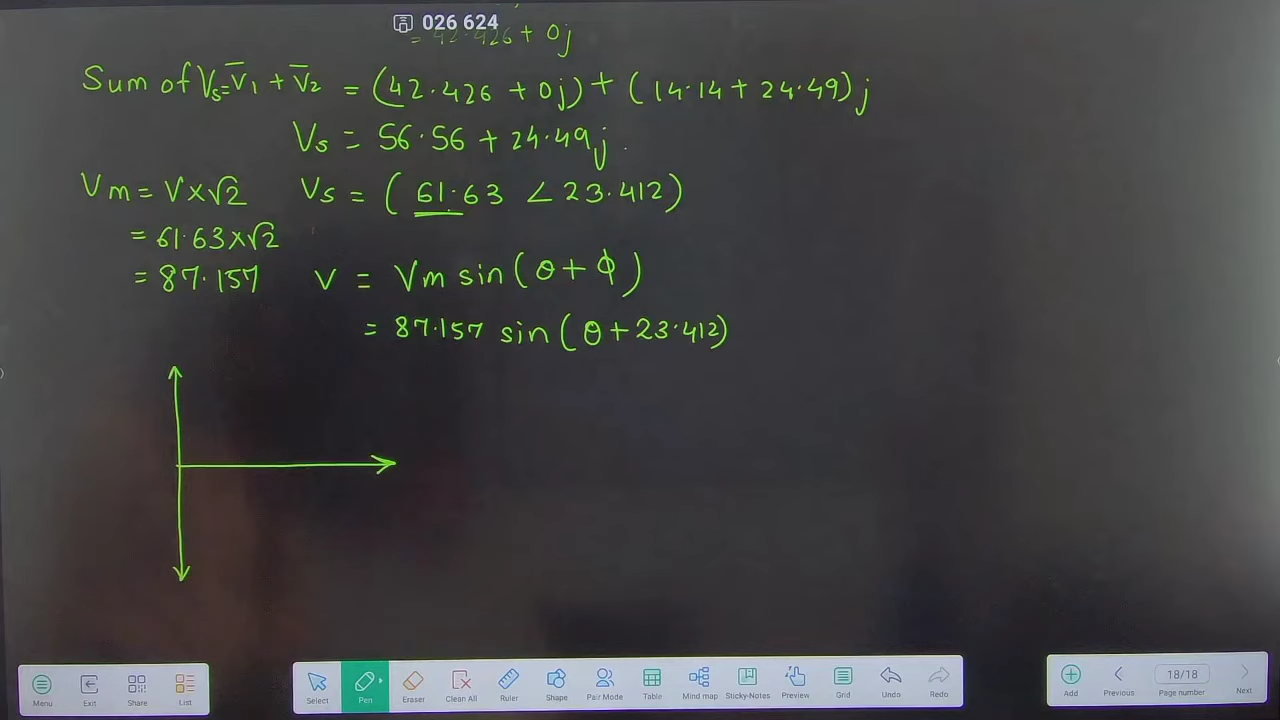 026 624
= 42.426 + 0j
Sum of Vs = V̅1 + V̅2 = (42.426 + 0j) + (14.14 + 24.49)j
Vs = 56.56 + 24.49j.
Vm = V×√2 Vs = (61.63 ∠23.412)
= 61.63×√2
= 87.157 v = Vm sin(θ + φ)
= 87.157 sin(θ + 23.412)
Menu Exit Share List Select Pen Eraser Clean All Ruler Shape Pair Mode Table Mind map Sticky-Notes Preview Grid Undo Redo Add Previous 18/18 Page number Next